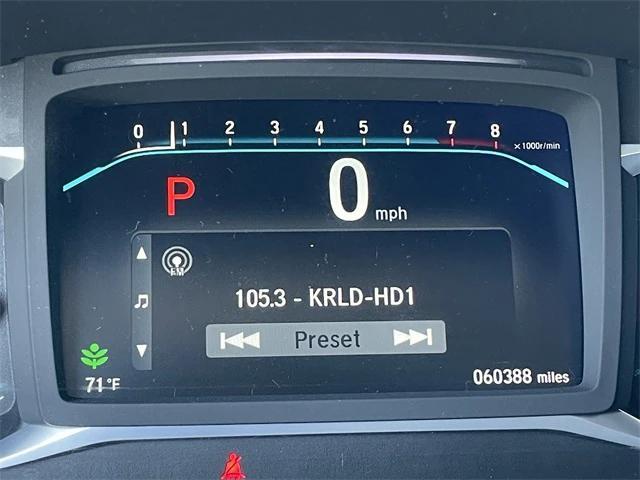 0 1 2 3 4 5 6 7 8 x1000r/min
P 0 mph
FM
105.3 - KRLD-HD1
Preset
71°F
060388 miles